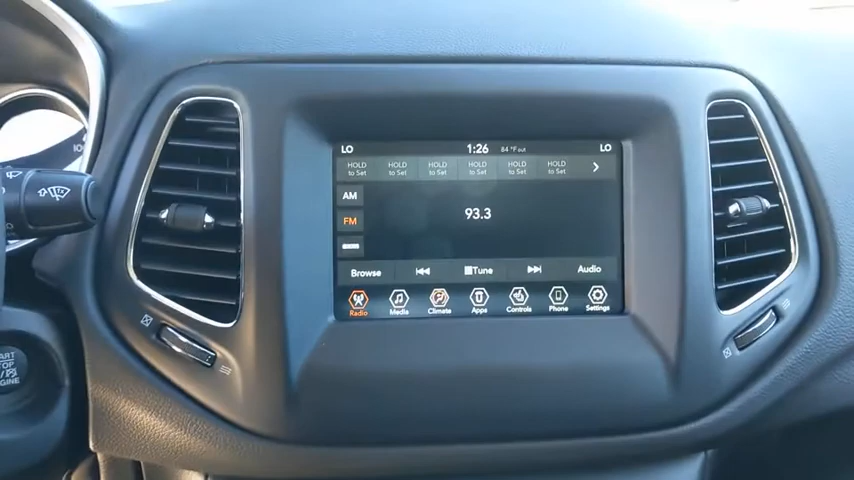 LO 1:26 84 °F out LO
HOLD to Set HOLD to Set HOLD to Set HOLD to Set HOLD to Set HOLD to Set
AM
FM
93.3
Browse Tune Audio
Radio Media Climate Apps Controls Phone Settings
START
ENGINE